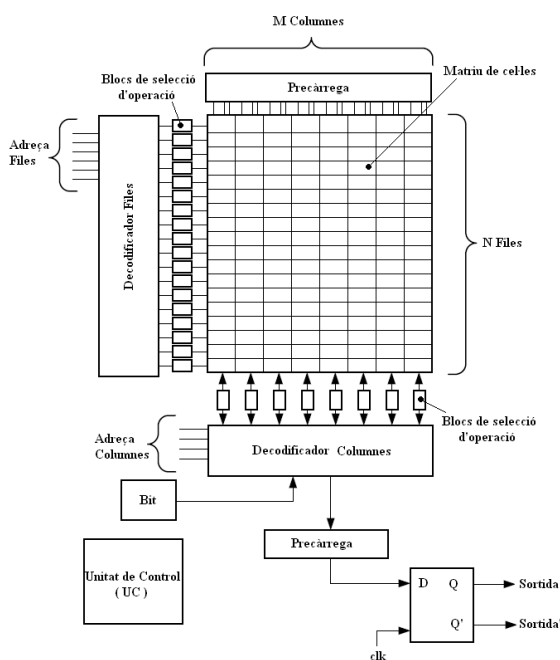 M Columnes
Blocs de selecció
d'operació
Matriu de cel·les
Precàrrega
Adreça
Files
Decodificador Files
N Files
Blocs de selecció
d'operació
Adreça
Columnes
Decodificador Columnes
Bit
Precàrrega
Unitat de Control
( UC )
D
Q
Sortida
Q'
Sortida'
clk